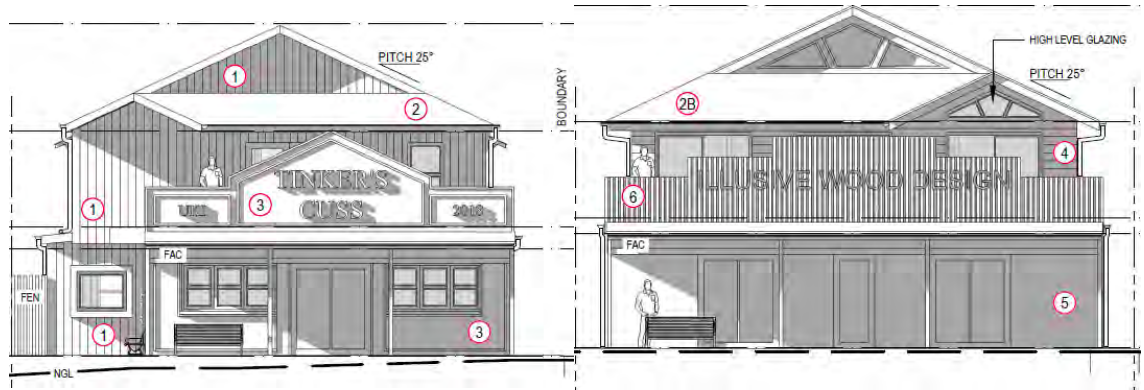 PITCH 25°
1
2
TINKER'S
CUSS
3
UKI
2013
1
FAC
FEN
1
3
NGL
BOUNDARY
HIGH LEVEL GLAZING
PITCH 25°
2B
4
ILLUSIVE WOOD DESIGN
6
FAC
5